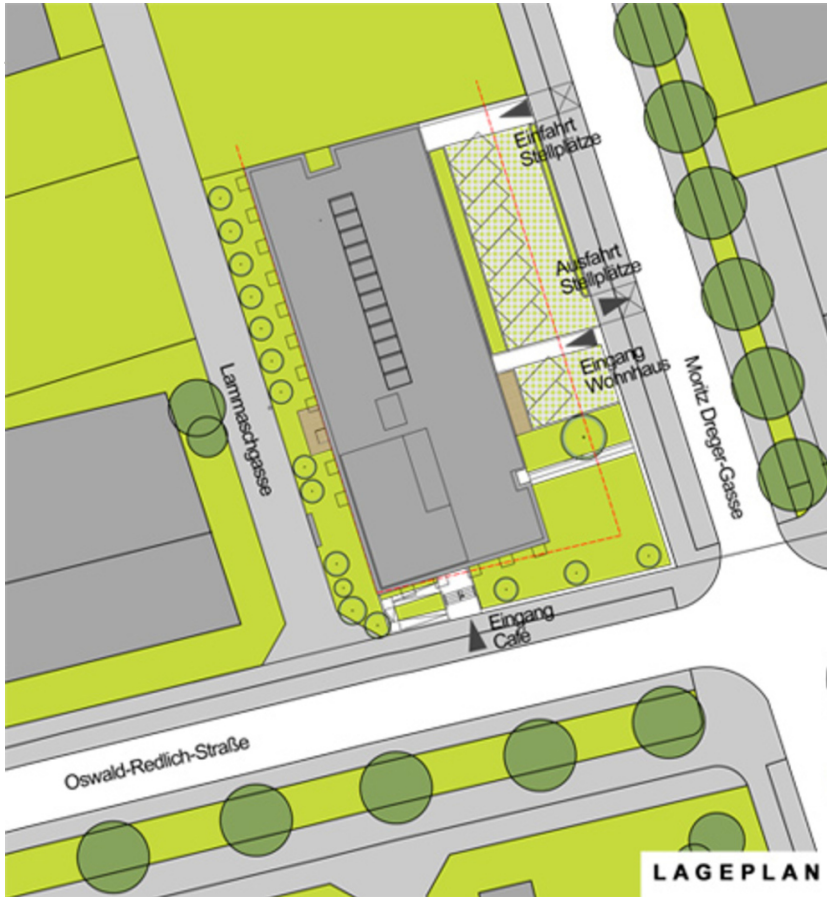 Einfahrt
Stellplätze
Ausfahrt
Stellplätze
Eingang
Wohnhaus
Moritz Dreger-Gasse
Lammaschgasse
Eingang
Café
Oswald-Redlich-Straße
LAGEPLAN